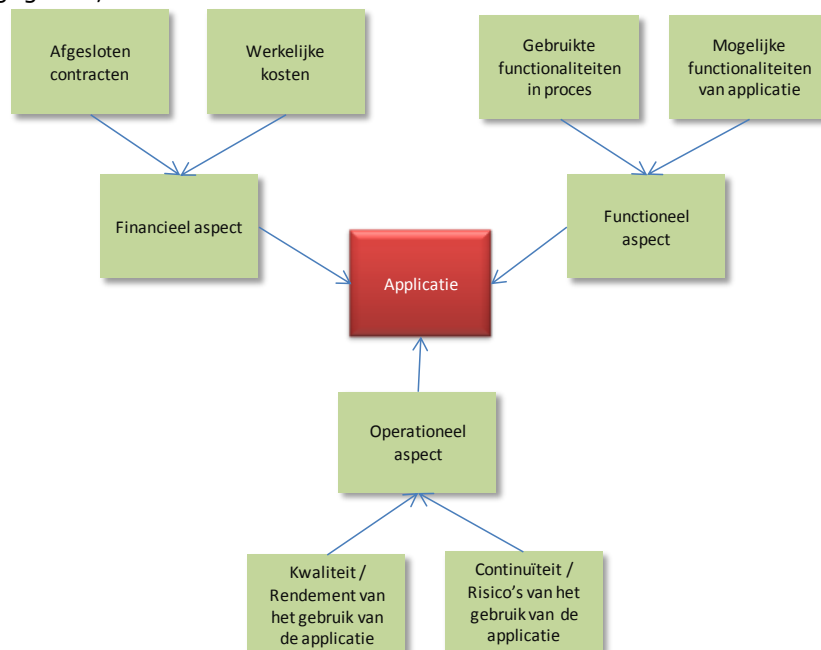 Afgesloten
contracten
Werkelijke
kosten
Gebruikte
functionaliteiten
in proces
Mogelijke
functionaliteiten
van applicatie
Financieel aspect
Functioneel
aspect
Applicatie
Operationeel
aspect
Kwaliteit /
Rendement van
het gebruik van
de applicatie
Continuïteit /
Risico's van het
gebruik van de
applicatie